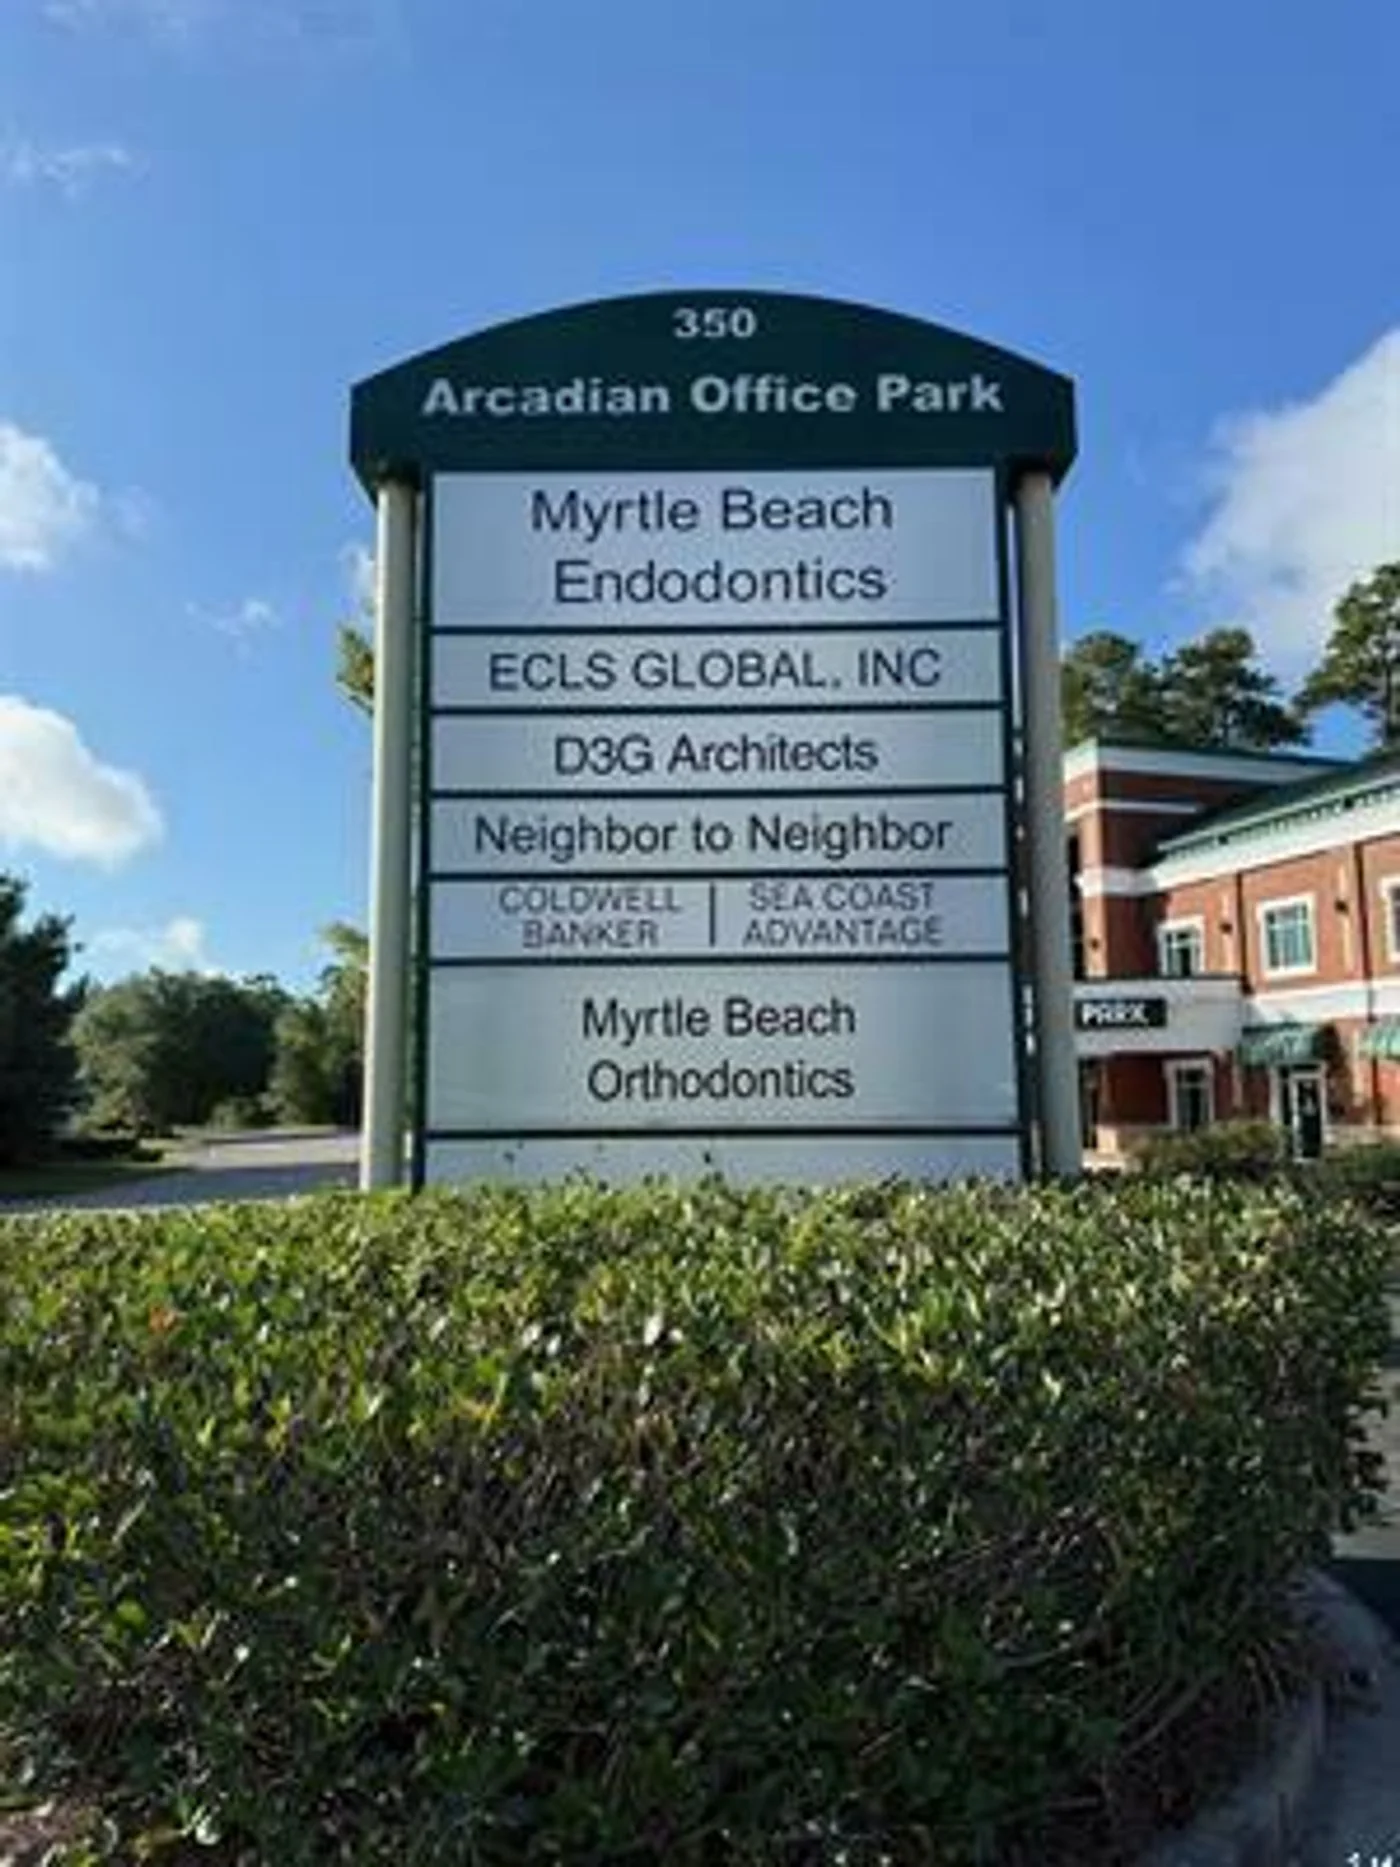 350
Arcadian Office Park
Myrtle Beach
Endodontics
ECLS GLOBAL, INC
D3G Architects
Neighbor to Neighbor
COLDWELL
BANKER
SEA COAST
ADVANTAGE
Myrtle Beach
Orthodontics
PARK